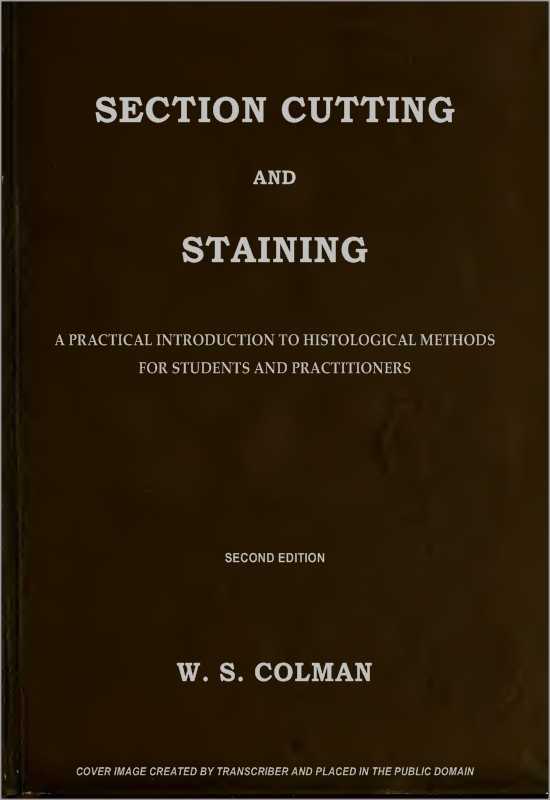 SECTION CUTTING
AND
STAINING
A PRACTICAL INTRODUCTION TO HISTOLOGICAL METHODS
FOR STUDENTS AND PRACTITIONERS
SECOND EDITION
W. S. COLMAN
COVER IMAGE CREATED BY TRANSCRIBER AND PLACED IN THE PUBLIC DOMAIN